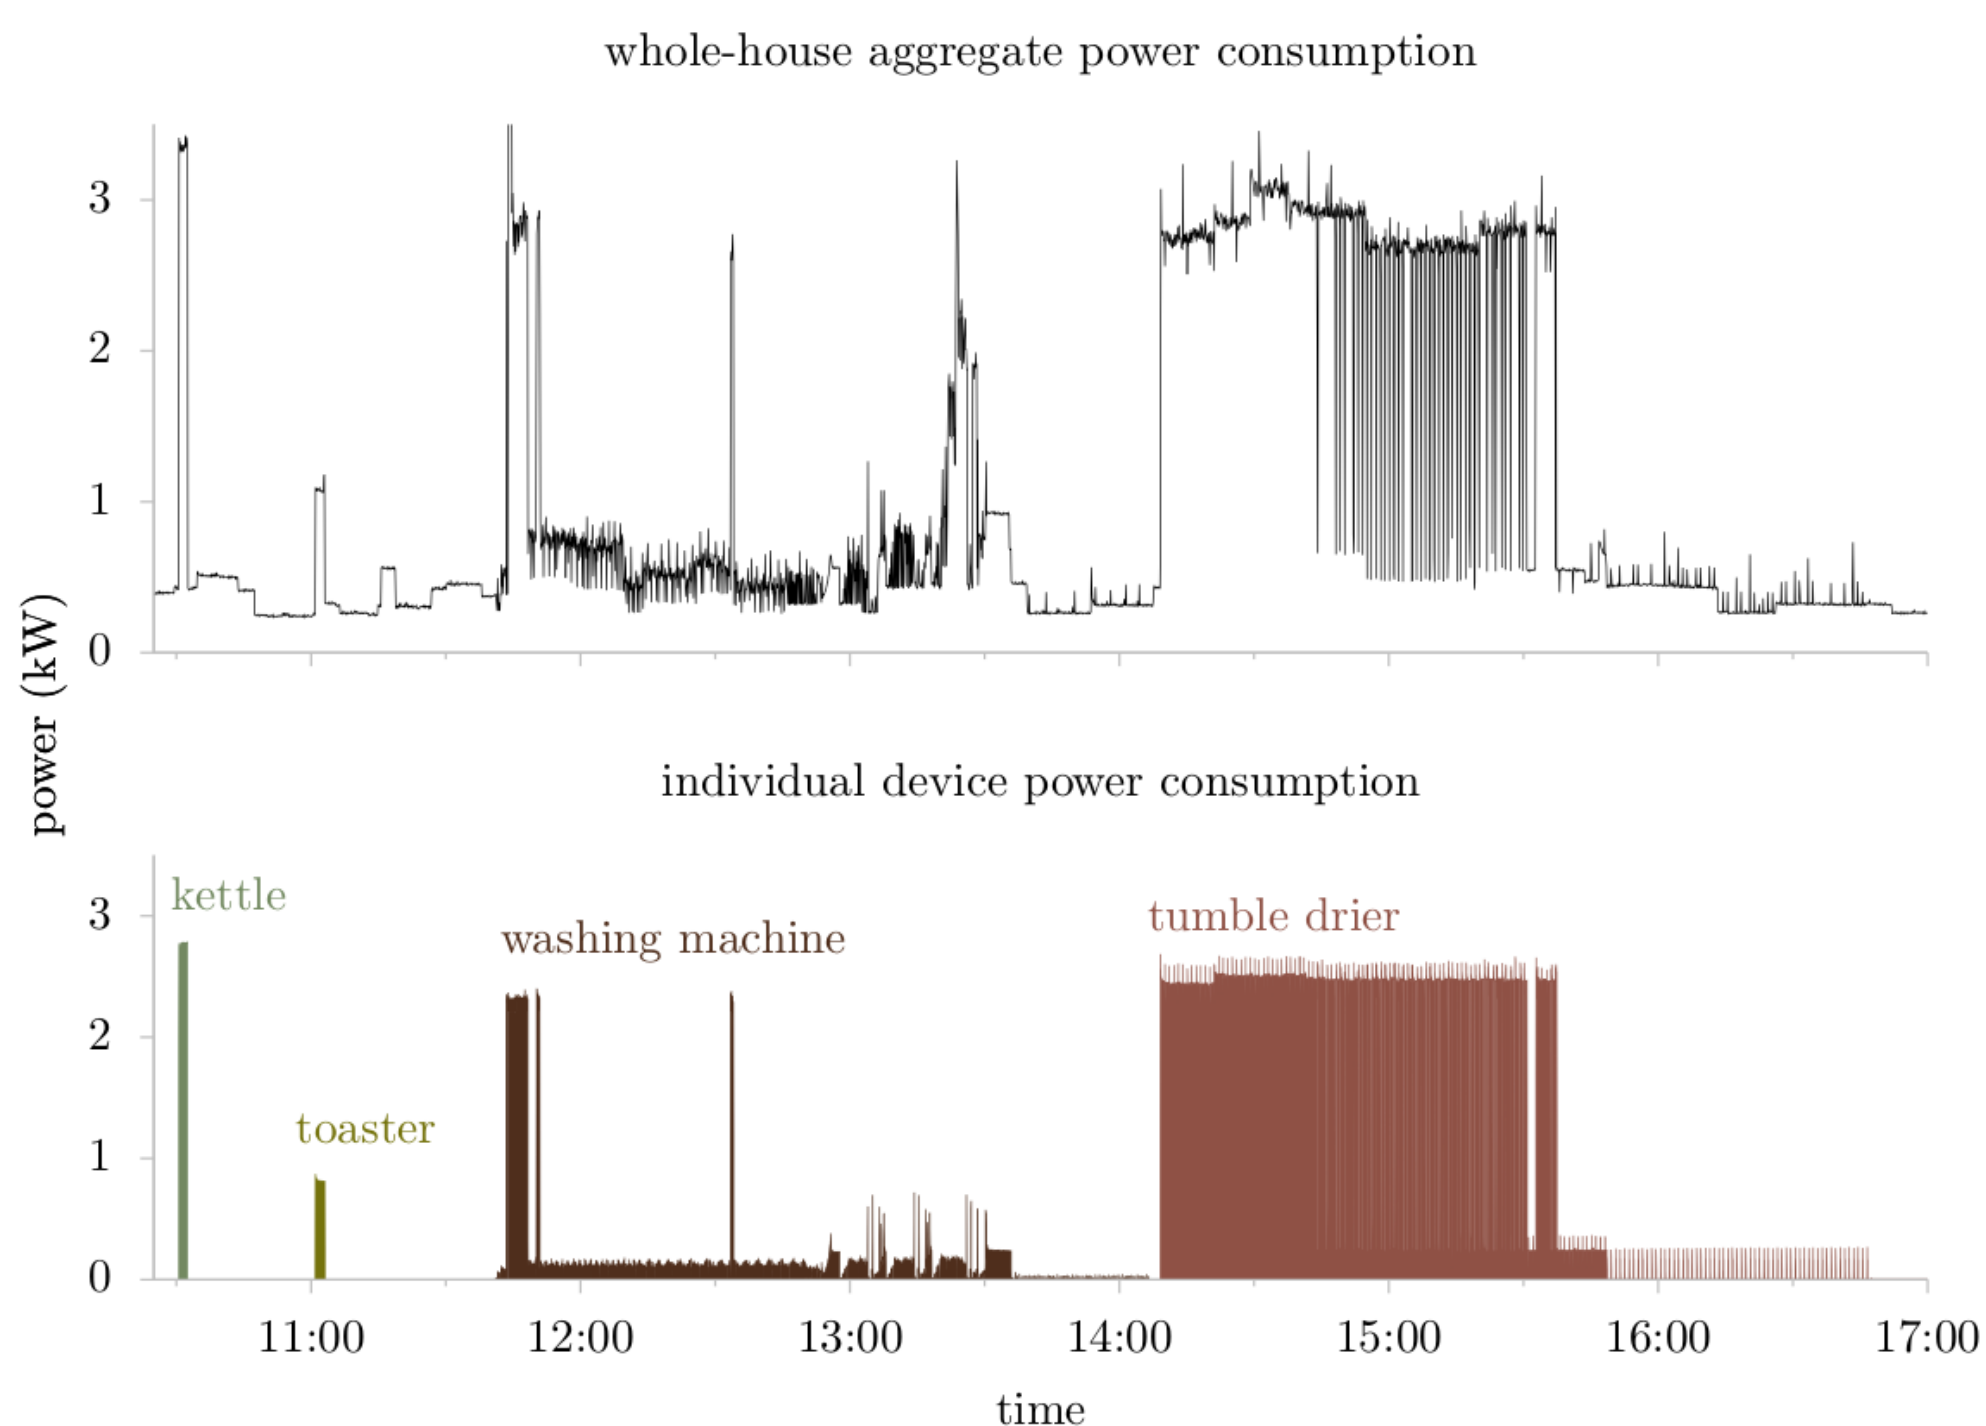 whole-house aggregate power consumption
3
2
1
0
power (kW)
individual device power consumption
kettle
washing machine
tumble drier
toaster
3
2
1
0
11:00 12:00 13:00 14:00 15:00 16:00 17:00
time